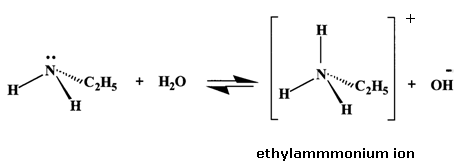 N̈ H H C₂H₅ + H₂O ⇌ [H N H H C₂H₅]⁺ + OH⁻
ethylammmonium ion